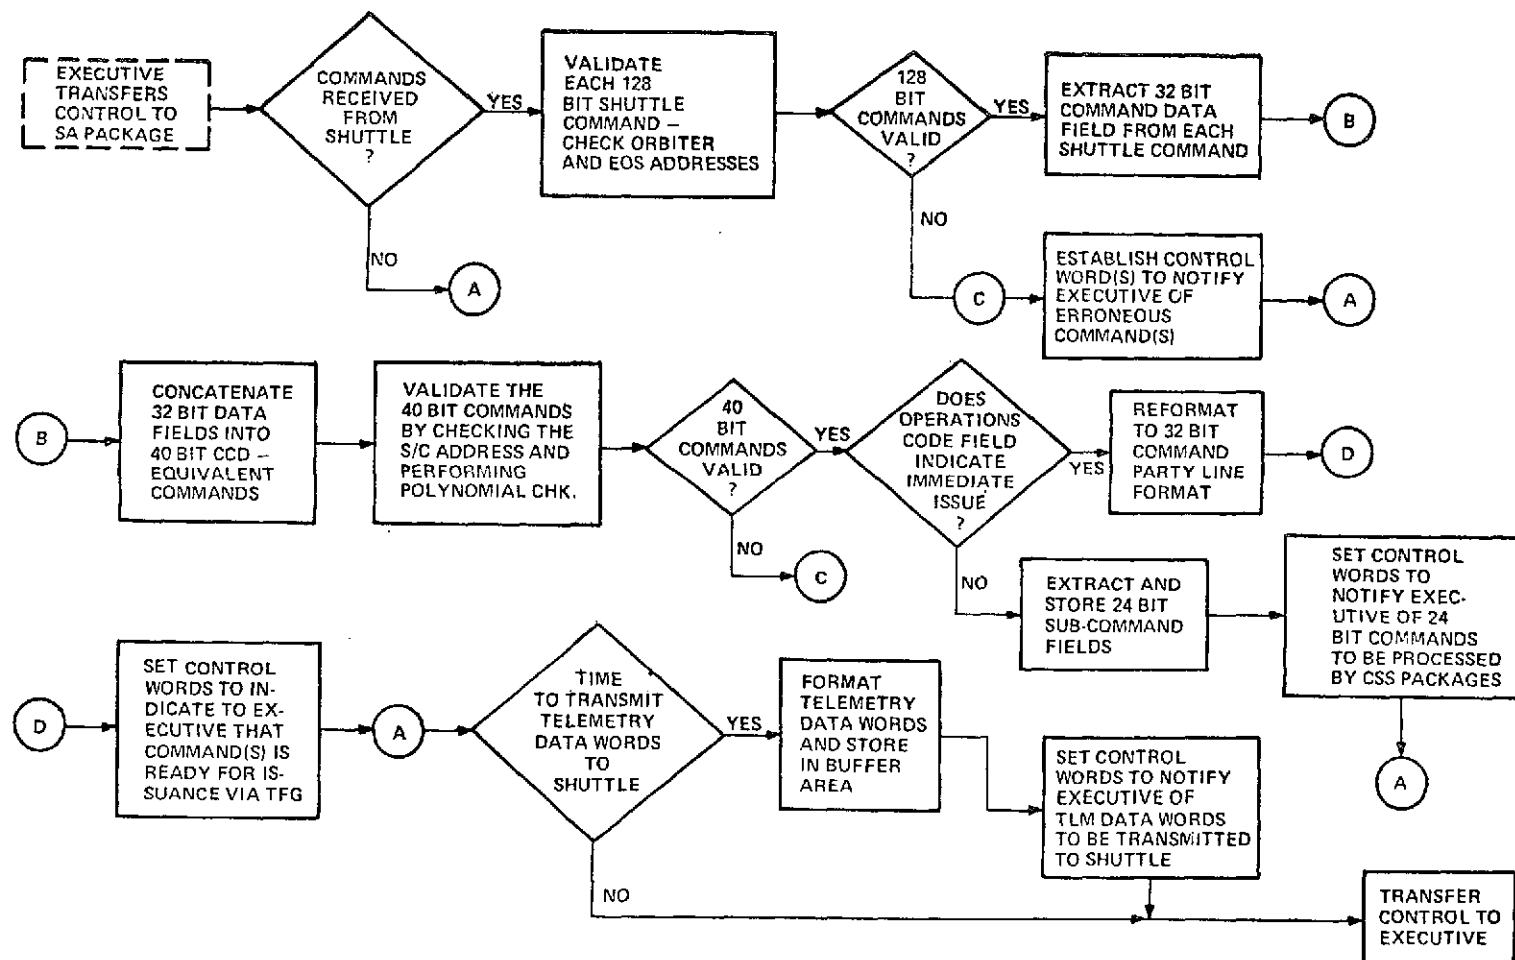 EXECUTIVE
TRANSFERS
CONTROL TO
SA PACKAGE
COMMANDS
RECEIVED
FROM
SHUTTLE
?
YES
NO
A
VALIDATE
EACH 128
BIT SHUTTLE
COMMAND –
CHECK ORBITER
AND EOS ADDRESSES
128
BIT
COMMANDS
VALID
?
YES
NO
EXTRACT 32 BIT
COMMAND DATA
FIELD FROM EACH
SHUTTLE COMMAND
B
C
ESTABLISH CONTROL
WORD(S) TO NOTIFY
EXECUTIVE OF
ERRONEOUS
COMMAND(S)
A
B
CONCATENATE
32 BIT DATA
FIELDS INTO
40 BIT CCD –
EQUIVALENT
COMMANDS
VALIDATE THE
40 BIT COMMANDS
BY CHECKING THE
S/C ADDRESS AND
PERFORMING
POLYNOMIAL CHK.
40
BIT
COMMANDS
VALID
?
YES
NO
C
DOES
OPERATIONS
CODE FIELD
INDICATE
IMMEDIATE
ISSUE
?
YES
NO
REFORMAT
TO 32 BIT
COMMAND
PARTY LINE
FORMAT
D
EXTRACT AND
STORE 24 BIT
SUB-COMMAND
FIELDS
SET CONTROL
WORDS TO
NOTIFY EXEC-
UTIVE OF 24
BIT COMMANDS
TO BE PROCESSED
BY CSS PACKAGES
A
D
SET CONTROL
WORDS TO IN-
DICATE TO EX-
ECUTIVE THAT
COMMAND(S) IS
READY FOR IS-
SUANCE VIA TFG
A
TIME
TO TRANSMIT
TELEMETRY
DATA WORDS
TO
SHUTTLE
YES
NO
FORMAT
TELEMETRY
DATA WORDS
AND STORE
IN BUFFER
AREA
SET CONTROL
WORDS TO NOTIFY
EXECUTIVE OF
TLM DATA WORDS
TO BE TRANSMITTED
TO SHUTTLE
TRANSFER
CONTROL TO
EXECUTIVE